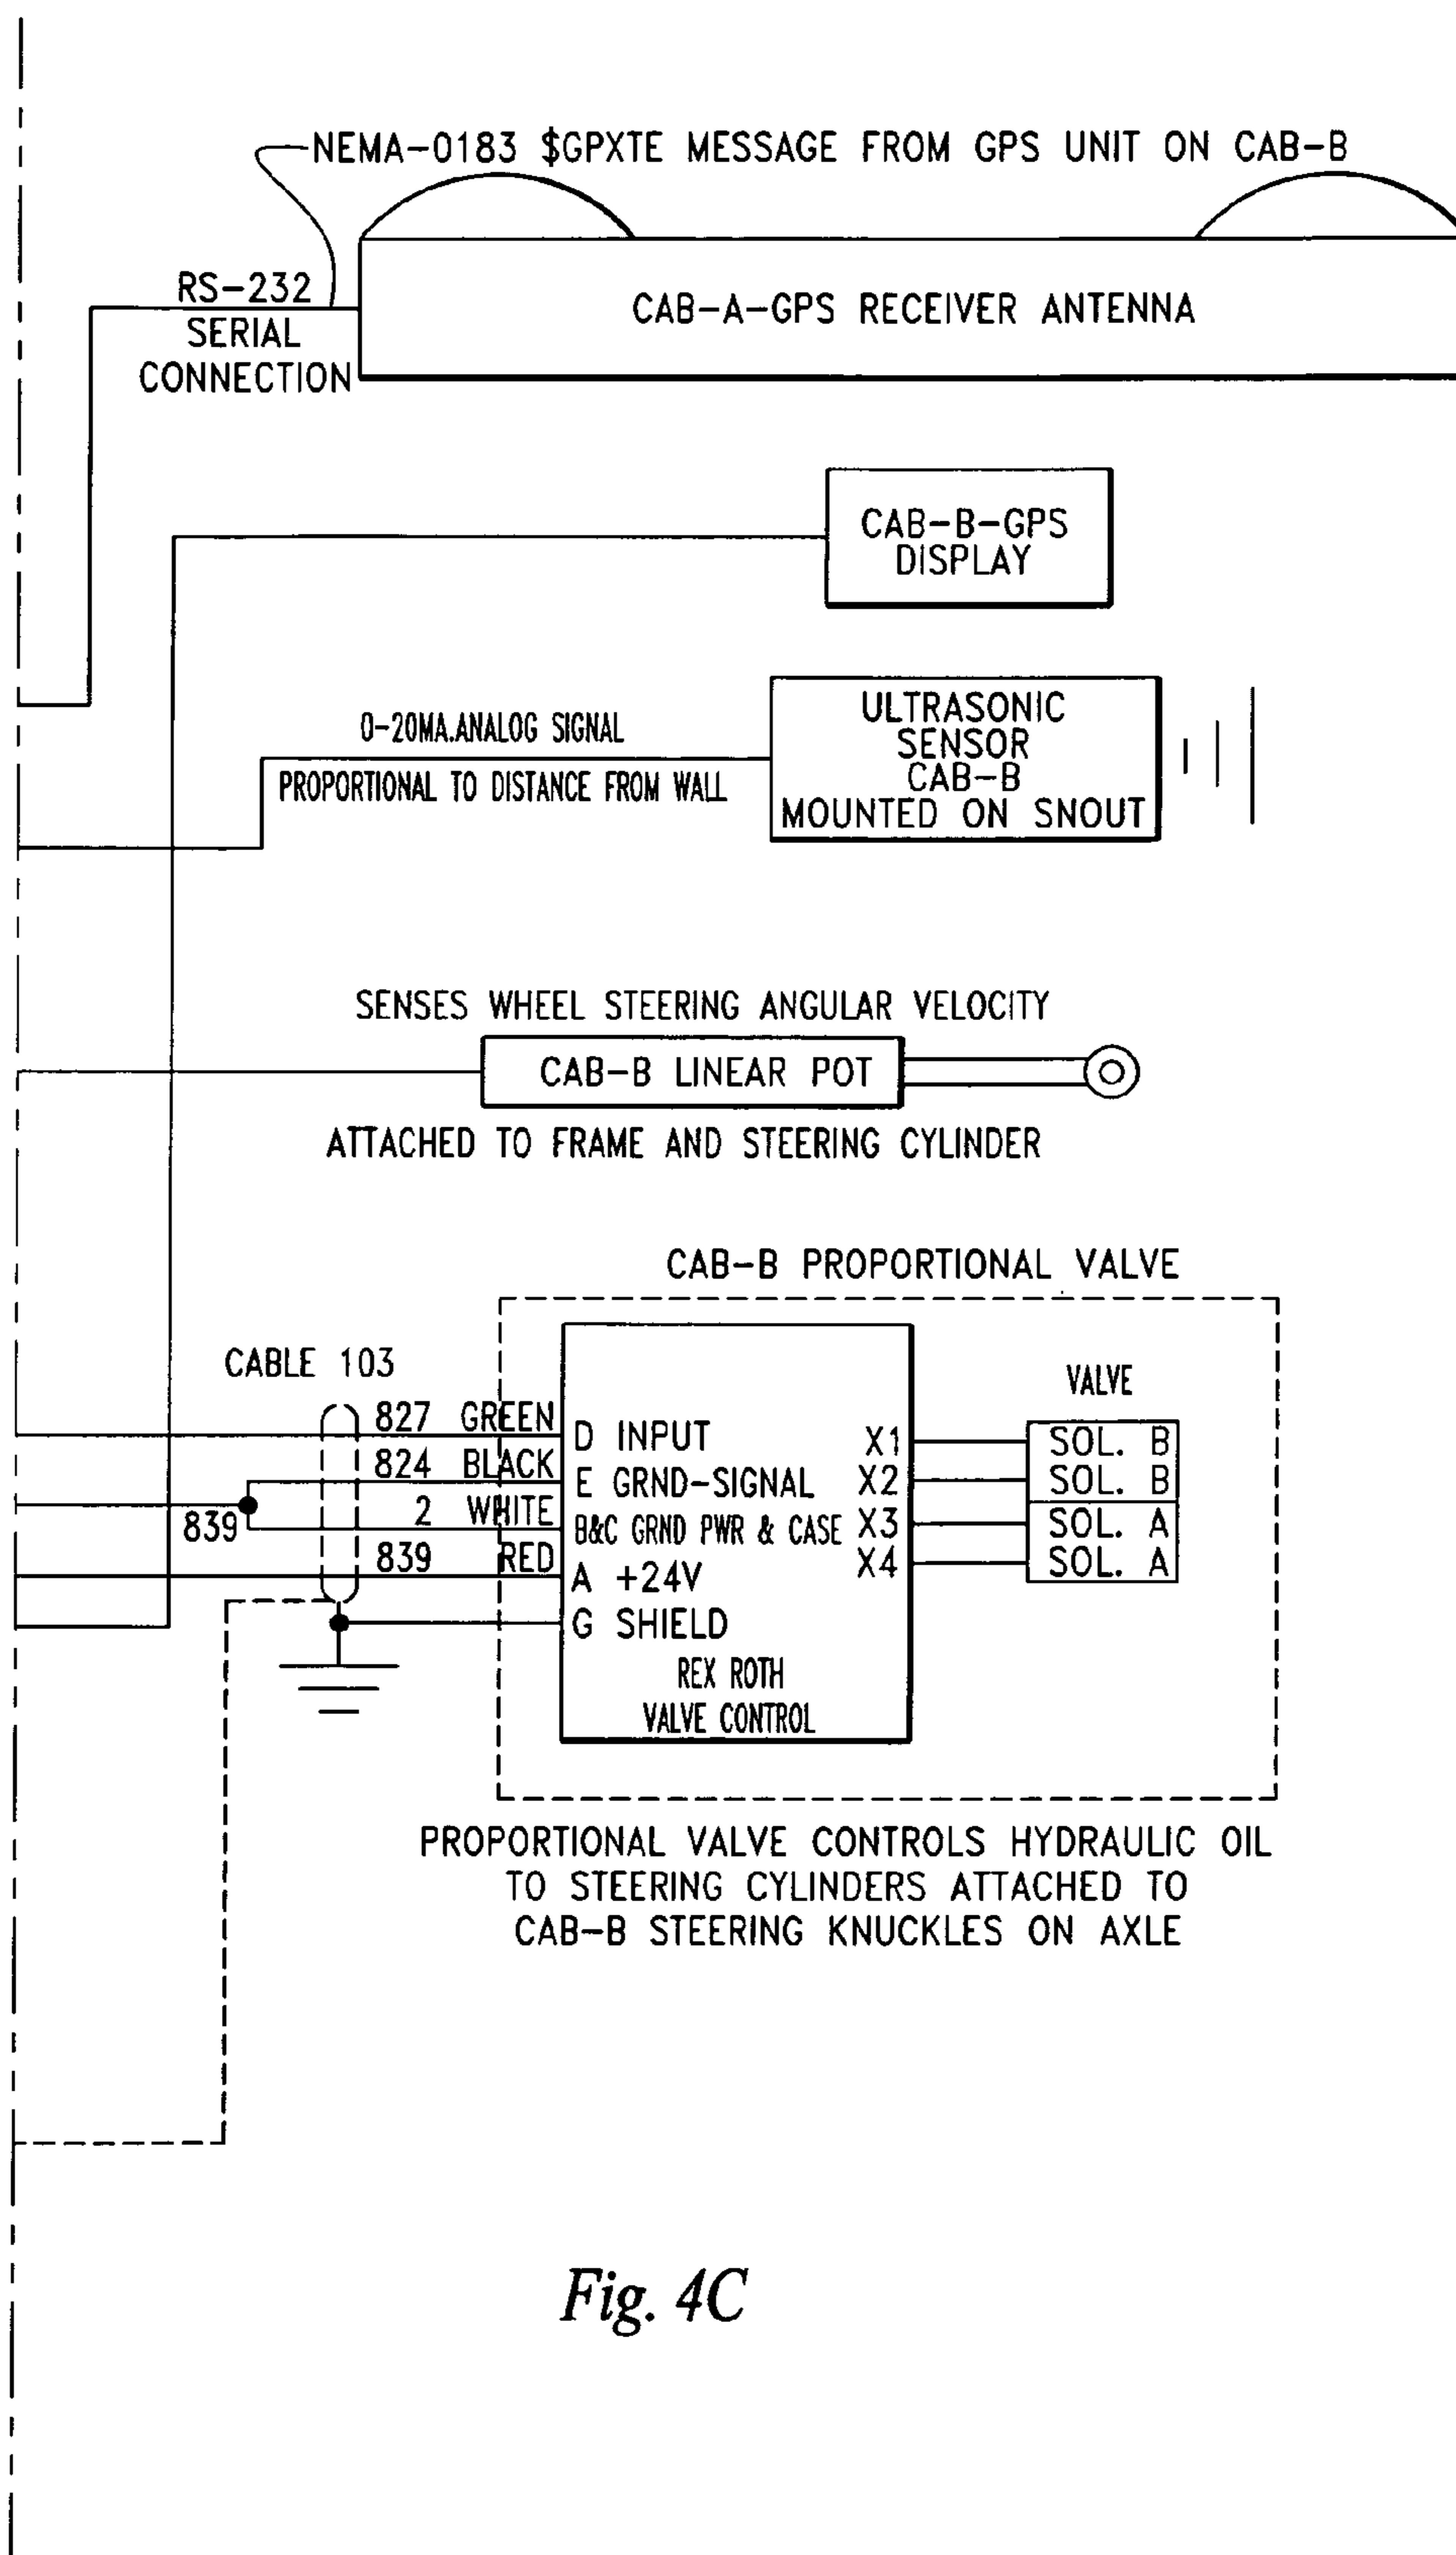 NEMA-0183 $GPXTE MESSAGE FROM GPS UNIT ON CAB-B
RS-232
SERIAL
CONNECTION
CAB-A-GPS RECEIVER ANTENNA
CAB-B-GPS
DISPLAY
0-20MA.ANALOG SIGNAL
PROPORTIONAL TO DISTANCE FROM WALL
ULTRASONIC
SENSOR
CAB-B
MOUNTED ON SNOUT
SENSES WHEEL STEERING ANGULAR VELOCITY
CAB-B LINEAR POT
ATTACHED TO FRAME AND STEERING CYLINDER
CAB-B PROPORTIONAL VALVE
CABLE 103
VALVE
827 GREEN
D INPUT
X1
SOL. B
824 BLACK
E GRND-SIGNAL
X2
SOL. B
839
2 WHITE
B&C GRND PWR & CASE
X3
SOL. A
839 RED
A +24V
X4
SOL. A
G SHIELD
REX ROTH
VALVE CONTROL
PROPORTIONAL VALVE CONTROLS HYDRAULIC OIL
TO STEERING CYLINDERS ATTACHED TO
CAB-B STEERING KNUCKLES ON AXLE
Fig. 4C